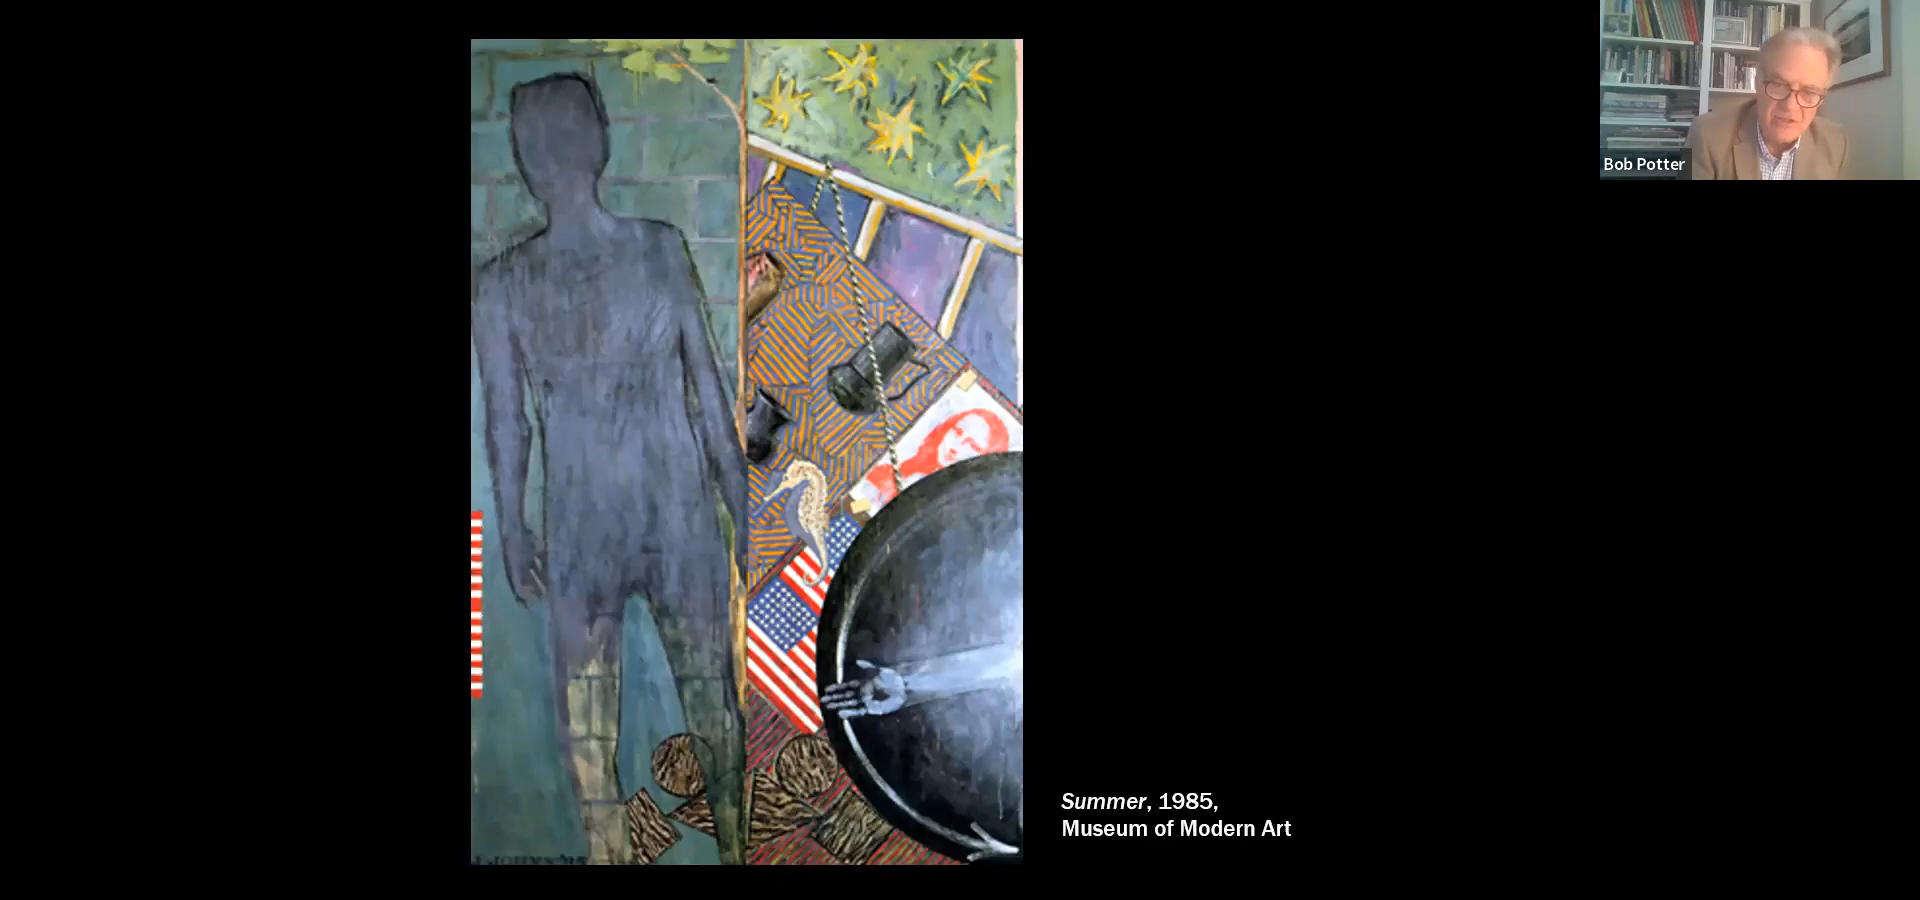 Bob Potter
Summer, 1985,
Museum of Modern Art